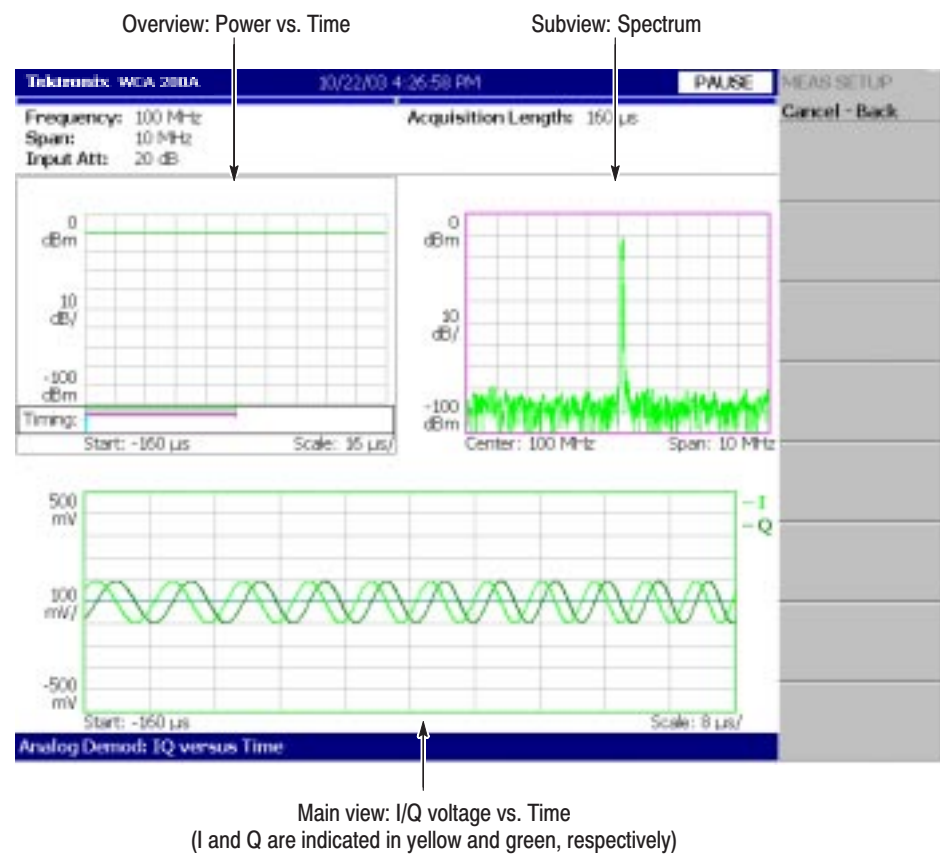 Overview: Power vs. Time
Subview: Spectrum
Tektronix WCA 200A 10/22/03 4:26:58 PM PAUSE MEAS SETUP
Cancel - Back
Frequency: 100 MHz Acquisition Length: 160 µs
Span: 10 MHz
Input Att: 20 dB
0
dBm
10
dB/
-100
dBm
Timing:
Start: -160 µs Scale: 16 µs/
0
dBm
10
dB/
-100
dBm
Center: 100 MHz Span: 10 MHz
500
mV
100
mV/
-500
mV
– I
– Q
Start: -160 µs Scale: 8 µs/
Analog Demod: IQ versus Time
Main view: I/Q voltage vs. Time
(I and Q are indicated in yellow and green, respectively)